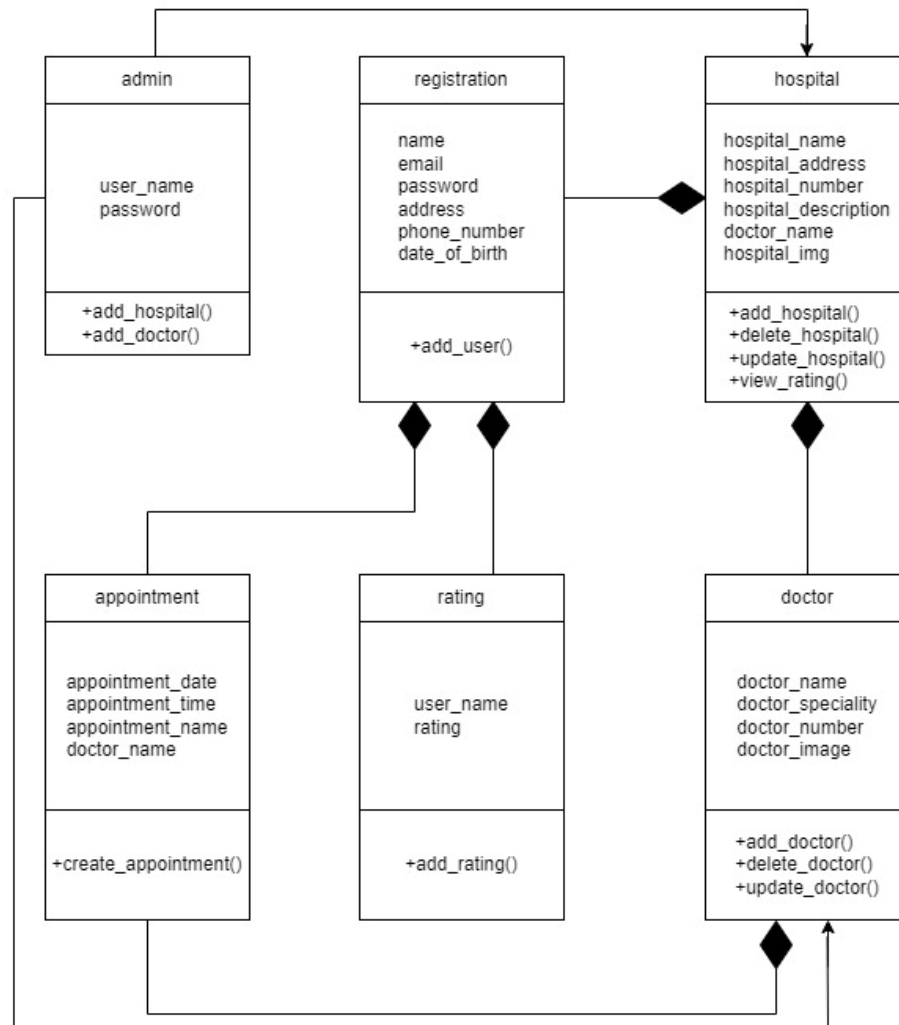 admin
user_name
password
+add_hospital()
+add_doctor()
registration
name
email
password
address
phone_number
date_of_birth
+add_user()
hospital
hospital_name
hospital_address
hospital_number
hospital_description
doctor_name
hospital_img
+add_hospital()
+delete_hospital()
+update_hospital()
+view_rating()
appointment
appointment_date
appointment_time
appointment_name
doctor_name
+create_appointment()
rating
user_name
rating
+add_rating()
doctor
doctor_name
doctor_speciality
doctor_number
doctor_image
+add_doctor()
+delete_doctor()
+update_doctor()